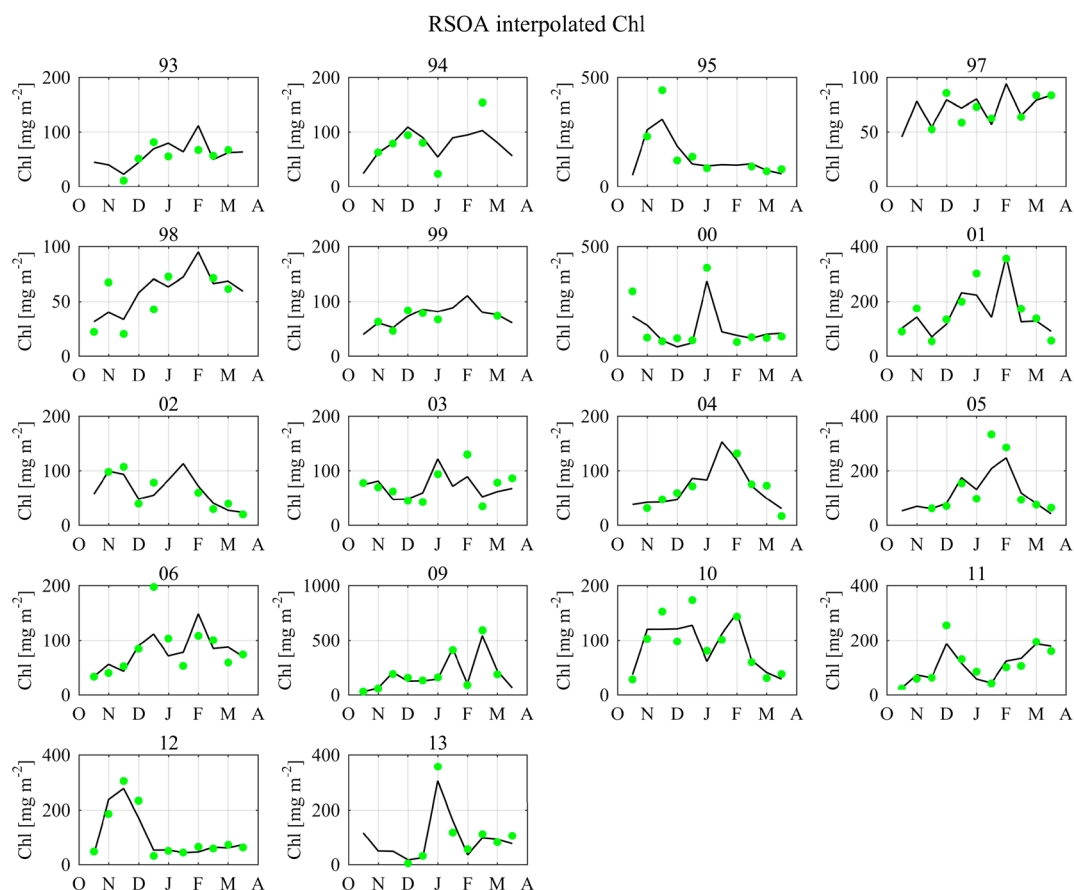 RSOA interpolated Chl
93 94 95 97
200 200 500 100
100 100 50
0 0 0 0
Chl [mg m⁻²] Chl [mg m⁻²] Chl [mg m⁻²] Chl [mg m⁻²]
O N D J F M A O N D J F M A O N D J F M A O N D J F M A
98 99 00 01
100 200 500 400
50 100 200
0 0 0 0
Chl [mg m⁻²] Chl [mg m⁻²] Chl [mg m⁻²] Chl [mg m⁻²]
O N D J F M A O N D J F M A O N D J F M A O N D J F M A
02 03 04 05
200 200 200 400
100 100 100 200
0 0 0 0
Chl [mg m⁻²] Chl [mg m⁻²] Chl [mg m⁻²] Chl [mg m⁻²]
O N D J F M A O N D J F M A O N D J F M A O N D J F M A
06 09 10 11
200 1000 200 400
100 500 100 200
0 0 0 0
Chl [mg m⁻²] Chl [mg m⁻²] Chl [mg m⁻²] Chl [mg m⁻²]
O N D J F M A O N D J F M A O N D J F M A O N D J F M A
12 13
400 400
200 200
0 0
Chl [mg m⁻²] Chl [mg m⁻²]
O N D J F M A O N D J F M A